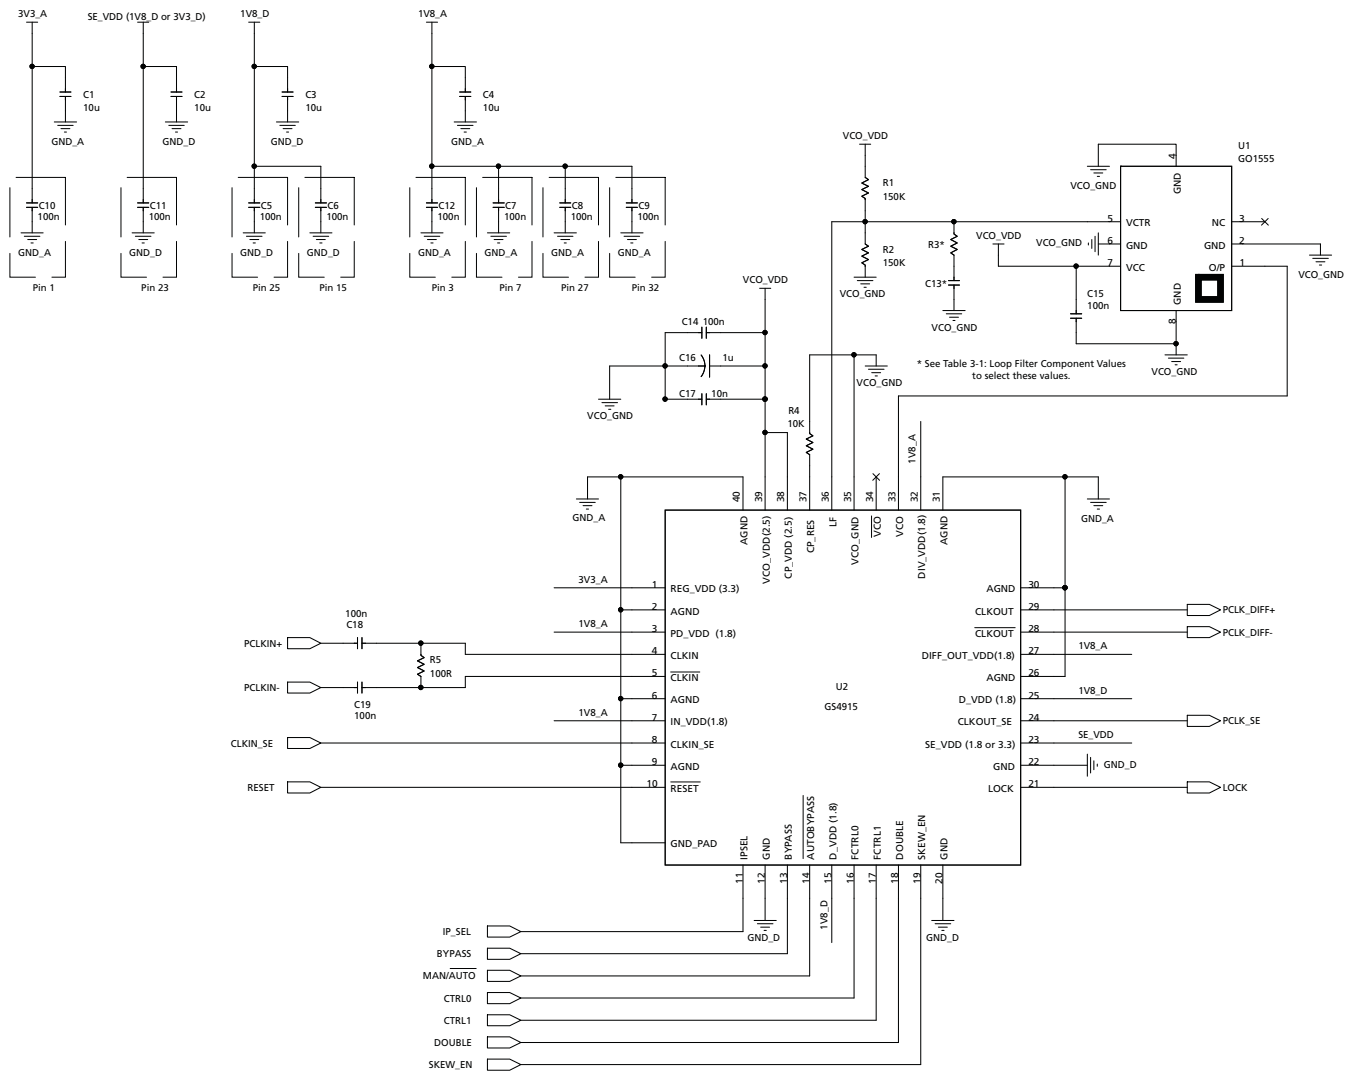 3V3_A
SE_VDD (1V8_D or 3V3_D)
1V8_D
1V8_A
C1
10u
GND_A
C2
10u
GND_D
C3
10u
GND_D
C4
10u
GND_A
C10
100n
GND_A
Pin 1
C11
100n
GND_D
Pin 23
C5
100n
GND_D
Pin 25
C6
100n
GND_D
Pin 15
C12
100n
GND_A
Pin 3
C7
100n
GND_A
Pin 7
C8
100n
GND_A
Pin 27
C9
100n
GND_A
Pin 32
VCO_VDD
R1
150K
R2
150K
VCO_GND
R3*
C13*
VCO_GND
VCO_VDD
VCO_GND
VCO_GND
C15
100n
VCO_GND
VCO_GND
U1
GO1555
4
GND
5
VCTR
6
GND
7
VCC
NC
3
GND
2
O/P
1
GND
8
* See Table 3-1: Loop Filter Component Values
to select these values.
VCO_VDD
C14 100n
C16 1u
C17 10n
VCO_GND
VCO_GND
R4
10K
1V8_A
GND_A
GND_A
40
39
38
37
36
35
34
33
32
31
AGND
VCO_VDD(2.5)
CP_VDD (2.5)
CP_RES
LF
VCO_GND
VCO
VCO
DIV_VDD(1.8)
AGND
3V3_A
1
REG_VDD (3.3)
2
AGND
1V8_A
3
PD_VDD (1.8)
4
CLKIN
5
CLKIN
6
AGND
1V8_A
7
IN_VDD(1.8)
8
CLKIN_SE
9
AGND
10
RESET
GND_PAD
100n
C18
PCLKIN+
R5
100R
PCLKIN-
C19
100n
CLKIN_SE
RESET
U2
GS4915
AGND
30
CLKOUT
29
PCLK_DIFF+
CLKOUT
28
PCLK_DIFF-
DIFF_OUT_VDD(1.8)
27
1V8_A
AGND
26
D_VDD (1.8)
25
1V8_D
CLKOUT_SE
24
PCLK_SE
SE_VDD (1.8 or 3.3)
23
SE_VDD
GND
22
GND_D
LOCK
21
LOCK
IPSEL
GND
BYPASS
AUTOBYPASS
D_VDD (1.8)
FCTRL0
FCTRL1
DOUBLE
SKEW_EN
GND
11
12
13
14
15
16
17
18
19
20
GND_D
1V8_D
GND_D
IP_SEL
BYPASS
MAN/AUTO
CTRL0
CTRL1
DOUBLE
SKEW_EN